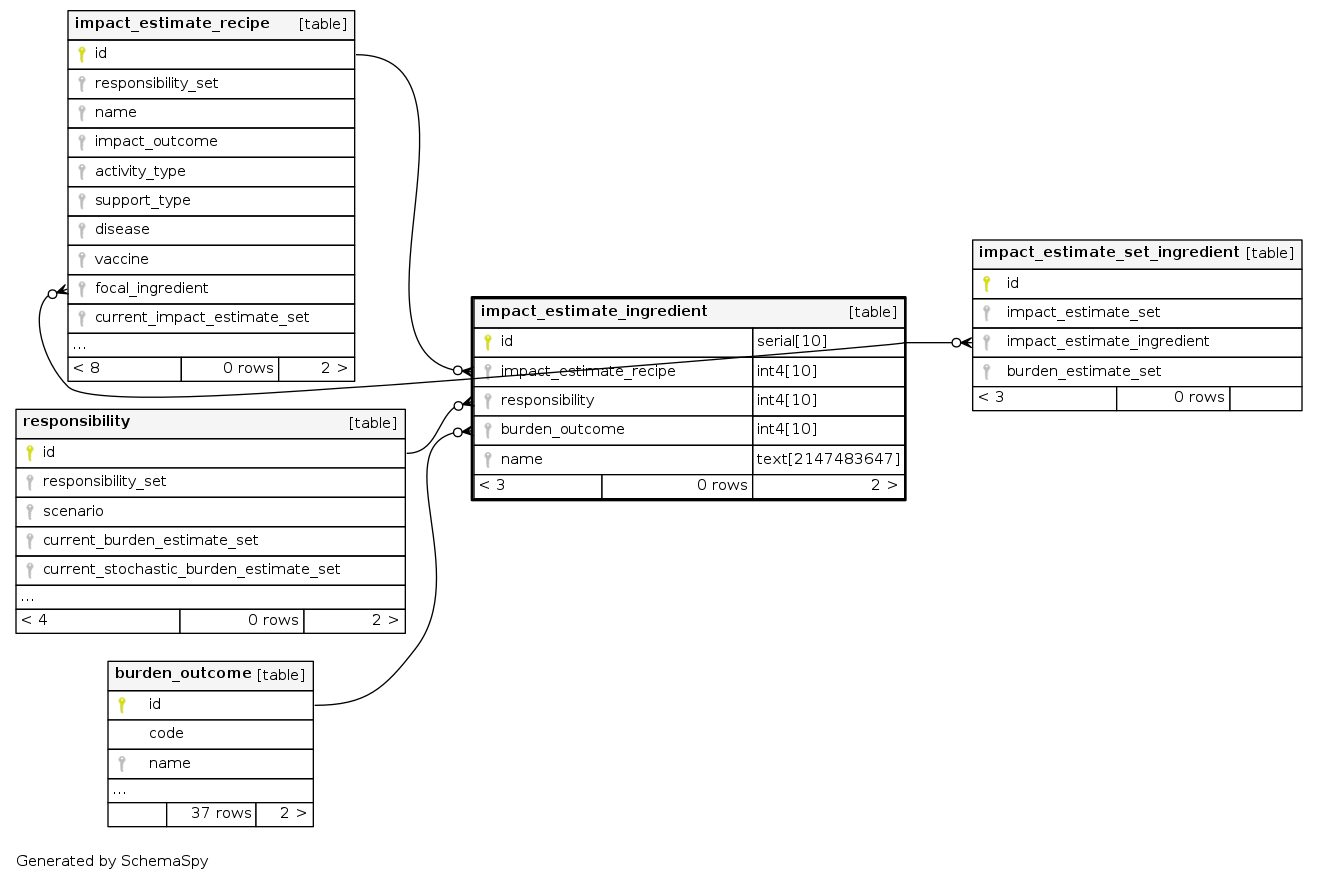 impact_estimate_recipe [table]
id
responsibility_set
name
impact_outcome
activity_type
support_type
disease
vaccine
focal_ingredient
current_impact_estimate_set
...
< 8 0 rows 2 >
responsibility [table]
id
responsibility_set
scenario
current_burden_estimate_set
current_stochastic_burden_estimate_set
...
< 4 0 rows 2 >
burden_outcome [table]
id
code
name
...
37 rows 2 >
impact_estimate_ingredient [table]
id serial[10]
impact_estimate_recipe int4[10]
responsibility int4[10]
burden_outcome int4[10]
name text[2147483647]
< 3 0 rows 2 >
impact_estimate_set_ingredient [table]
id
impact_estimate_set
impact_estimate_ingredient
burden_estimate_set
< 3 0 rows
Generated by SchemaSpy